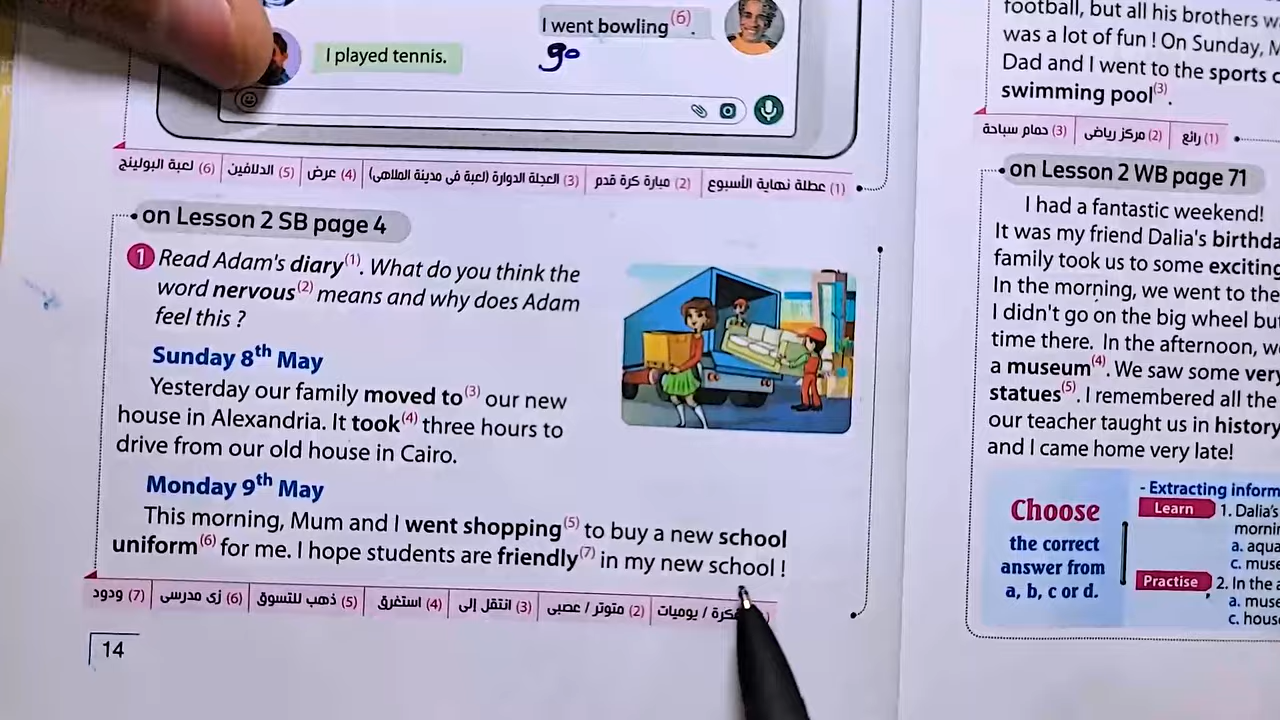 I went bowling (6).
go
I played tennis.
(1) عطلة نهاية الأسبوع (2) مبارة كرة قدم (3) العجلة الدوارة (لعبة فى مدينة الملاهى) (4) عرض (5) الدلافين (6) لعبة البولينج
on Lesson 2 SB page 4
1 Read Adam's diary(1). What do you think the
word nervous(2) means and why does Adam
feel this ?
Sunday 8th May
Yesterday our family moved to(3) our new
house in Alexandria. It took(4) three hours to
drive from our old house in Cairo.
Monday 9th May
This morning, Mum and I went shopping(5) to buy a new school
uniform(6) for me. I hope students are friendly(7) in my new school !
يوميات / (2) متوتر / عصبى (3) انتقل إلى (4) استغرق (5) ذهب للتسوق (6) زى مدرسى (7) ودود
14
football, but all his brothers
was a lot of fun ! On Sunday,
Dad and I went to the sports
swimming pool(3).
(1) رائع (2) مركز رياضى (3) حمام سباحة
on Lesson 2 WB page 71
I had a fantastic weekend!
It was my friend Dalia's
family took us to some exciting
In the morning, we went to the
I didn't go on the big wheel
time there. In the afternoon,
a museum(4). We saw some very
statues(5). I remembered all the
our teacher taught us in history
and I came home very late!
Choose
the correct
answer from
a, b, c or d.
- Extracting
Learn 1. Dalia's
a.
c.
Practise 2. In the
a.
c.